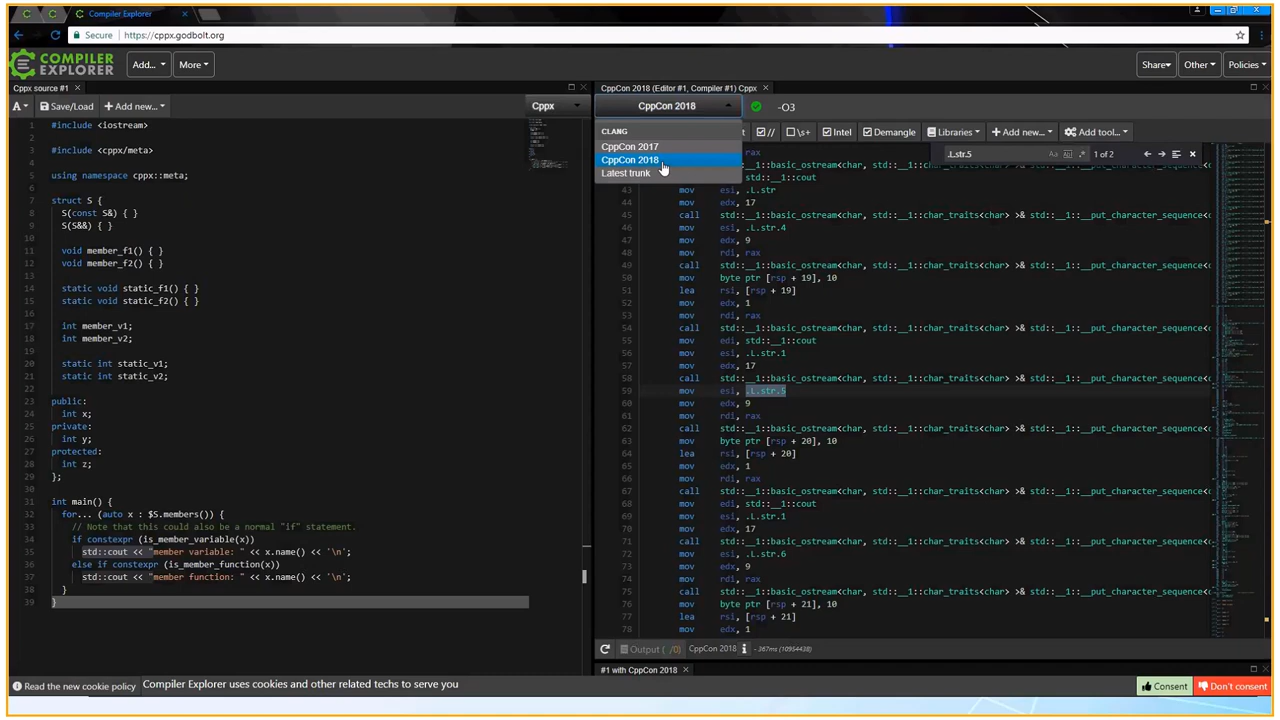 Compiler Explorer
Secure
https://cppx.godbolt.org
COMPILER
EXPLORER
Add...
More
Share
Other
Policies
Cppx source #1
CppCon 2018 (Editor #1, Compiler #1) Cppx
A
Save/Load
Add new...
Cppx
CppCon 2018
-O3
CLANG
CppCon 2017
CppCon 2018
Latest trunk
//
\s+
Intel
Demangle
Libraries
Add new...
Add tool...
.L.str.5
1 of 2
1 #include <iostream>
2
3 #include <cppx/meta>
4
5 using namespace cppx::meta;
6
7 struct S {
8 S(const S&) { }
9 S(S&&) { }
10
11 void member_f1() { }
12 void member_f2() { }
13
14 static void static_f1() { }
15 static void static_f2() { }
16
17 int member_v1;
18 int member_v2;
19
20 static int static_v1;
21 static int static_v2;
22
23 public:
24 int x;
25 private:
26 int y;
27 protected:
28 int z;
29 };
30
31 int main() {
32 for... (auto x : $S.members()) {
33 // Note that this could also be a normal "if" statement.
34 if constexpr (is_member_variable(x))
35 std::cout << "member variable: " << x.name() << '\n';
36 else if constexpr (is_member_function(x))
37 std::cout << "member function: " << x.name() << '\n';
38 }
39 }
rax
::basic_ostream<char, std::__1::char_traits<char> >& std::__1::__put_character_sequence<c
std::__1::cout
43 mov esi, .L.str
44 mov edx, 17
45 call std::__1::basic_ostream<char, std::__1::char_traits<char> >& std::__1::__put_character_sequence<c
46 mov esi, .L.str.4
47 mov edx, 9
48 mov rdi, rax
49 call std::__1::basic_ostream<char, std::__1::char_traits<char> >& std::__1::__put_character_sequence<c
50 mov byte ptr [rsp + 19], 10
51 lea rsi, [rsp + 19]
52 mov edx, 1
53 mov rdi, rax
54 call std::__1::basic_ostream<char, std::__1::char_traits<char> >& std::__1::__put_character_sequence<c
55 mov edi, std::__1::cout
56 mov esi, .L.str.1
57 mov edx, 17
58 call std::__1::basic_ostream<char, std::__1::char_traits<char> >& std::__1::__put_character_sequence<c
59 mov esi, .L.str.5
60 mov edx, 9
61 mov rdi, rax
62 call std::__1::basic_ostream<char, std::__1::char_traits<char> >& std::__1::__put_character_sequence<c
63 mov byte ptr [rsp + 20], 10
64 lea rsi, [rsp + 20]
65 mov edx, 1
66 mov rdi, rax
67 call std::__1::basic_ostream<char, std::__1::char_traits<char> >& std::__1::__put_character_sequence<c
68 mov edi, std::__1::cout
69 mov esi, .L.str.1
70 mov edx, 17
71 call std::__1::basic_ostream<char, std::__1::char_traits<char> >& std::__1::__put_character_sequence<c
72 mov esi, .L.str.6
73 mov edx, 9
74 mov rdi, rax
75 call std::__1::basic_ostream<char, std::__1::char_traits<char> >& std::__1::__put_character_sequence<c
76 mov byte ptr [rsp + 21], 10
77 lea rsi, [rsp + 21]
78 mov edx, 1
Output ( /0) CppCon 2018 i - 367ms (10954438)
#1 with CppCon 2018
Read the new cookie policy
Compiler Explorer uses cookies and other related techs to serve you
Consent
Don't consent